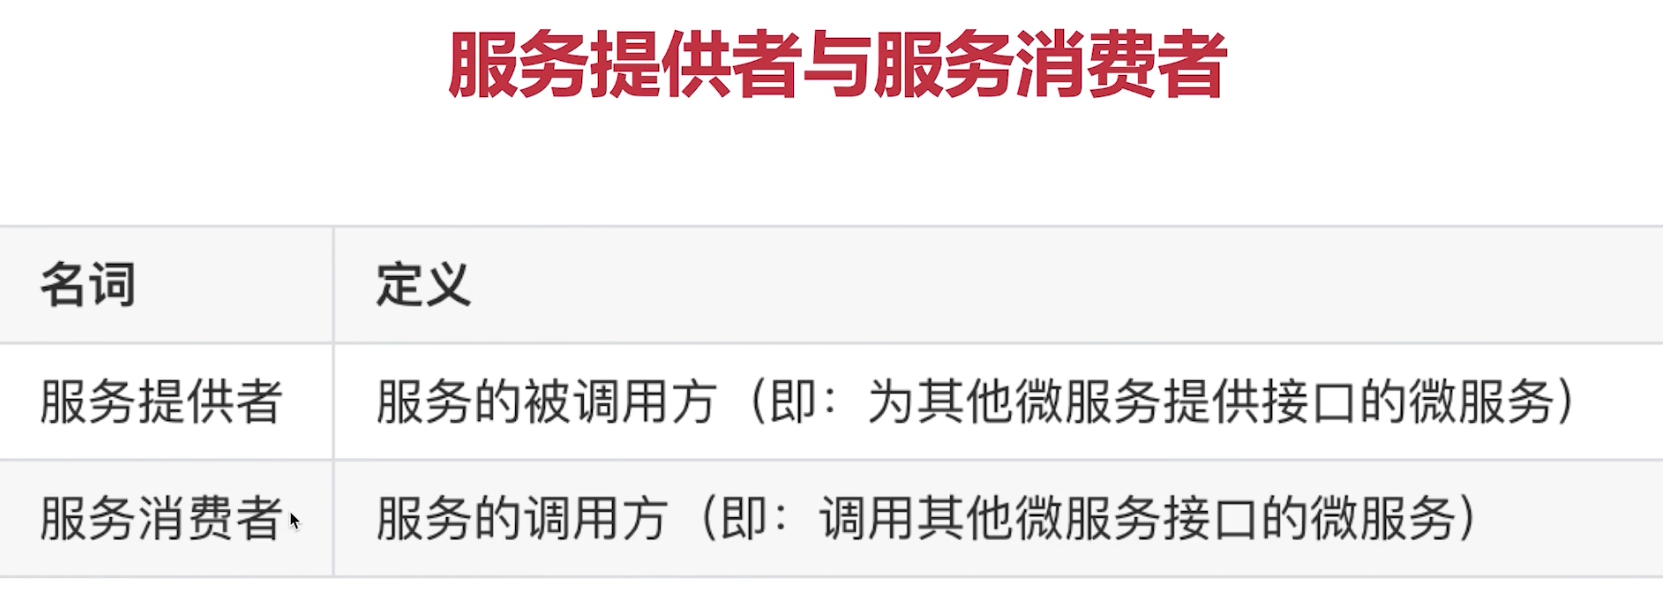 服务提供者与服务消费者
名词 定义
服务提供者 服务的被调用方（即：为其他微服务提供接口的微服务）
服务消费者 服务的调用方（即：调用其他微服务接口的微服务）